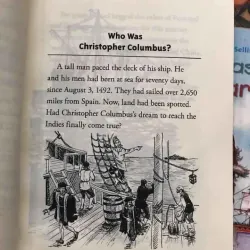 Who Was
Christopher Columbus?
A tall man paced the deck of his ship. He
and his men had been at sea for seventy days,
since August 3, 1492. They had sailed over 2,650
miles from Spain. Now, land had been spotted.
Had Christopher Columbus's dream to reach the
Indies finally come true?